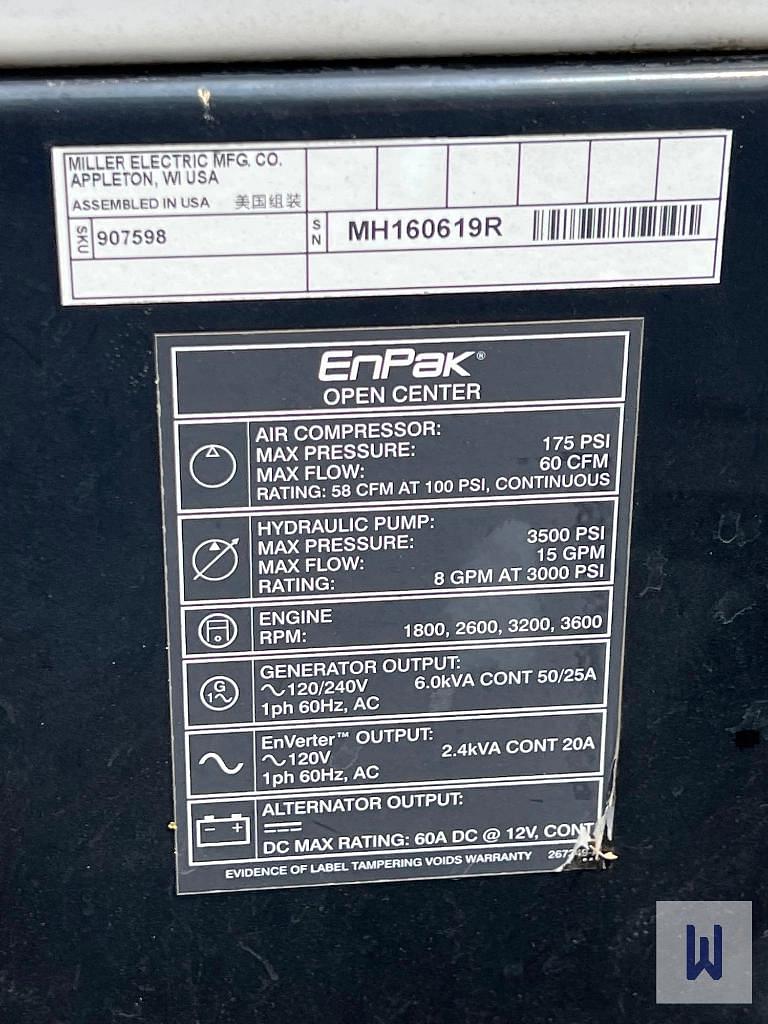 MILLER ELECTRIC MFG. CO.
APPLETON, WI USA
ASSEMBLED IN USA 美国组装
SKU 907598
SN MH160619R
EnPak®
OPEN CENTER
AIR COMPRESSOR:
MAX PRESSURE: 175 PSI
MAX FLOW: 60 CFM
RATING: 58 CFM AT 100 PSI, CONTINUOUS
HYDRAULIC PUMP:
MAX PRESSURE: 3500 PSI
MAX FLOW: 15 GPM
RATING: 8 GPM AT 3000 PSI
ENGINE
RPM: 1800, 2600, 3200, 3600
G
1~
GENERATOR OUTPUT:
~120/240V 6.0kVA CONT 50/25A
1ph 60Hz, AC
EnVerter™ OUTPUT:
~120V 2.4kVA CONT 20A
1ph 60Hz, AC
ALTERNATOR OUTPUT:
DC MAX RATING: 60A DC @ 12V, CONT
EVIDENCE OF LABEL TAMPERING VOIDS WARRANTY
W